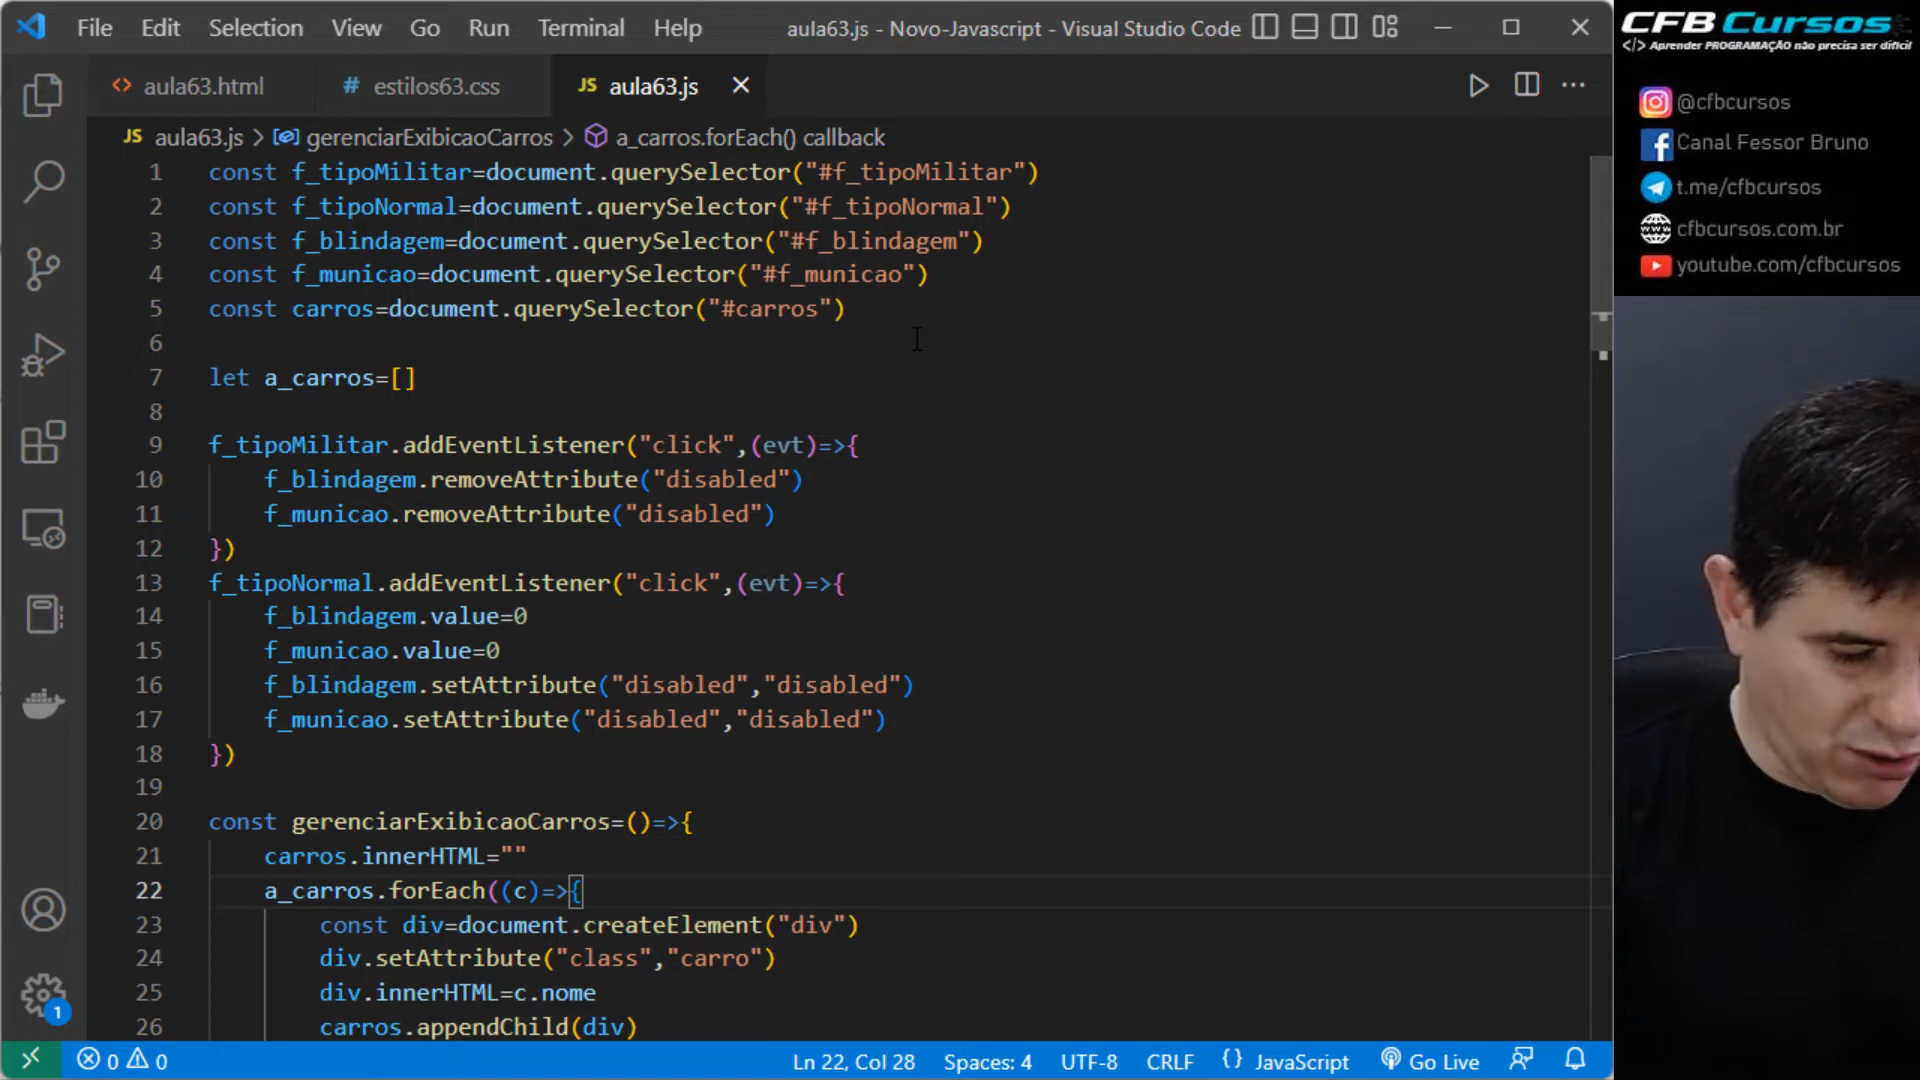 File Edit Selection View Go Run Terminal Help aula63.js - Novo-Javascript - Visual Studio Code
<> aula63.html # estilos63.css JS aula63.js
JS aula63.js > gerenciarExibicaoCarros > a_carros.forEach() callback
1 const f_tipoMilitar=document.querySelector("#f_tipoMilitar")
2 const f_tipoNormal=document.querySelector("#f_tipoNormal")
3 const f_blindagem=document.querySelector("#f_blindagem")
4 const f_municao=document.querySelector("#f_municao")
5 const carros=document.querySelector("#carros")
6
7 let a_carros=[]
8
9 f_tipoMilitar.addEventListener("click",(evt)=>{
10 f_blindagem.removeAttribute("disabled")
11 f_municao.removeAttribute("disabled")
12 })
13 f_tipoNormal.addEventListener("click",(evt)=>{
14 f_blindagem.value=0
15 f_municao.value=0
16 f_blindagem.setAttribute("disabled","disabled")
17 f_municao.setAttribute("disabled","disabled")
18 })
19
20 const gerenciarExibicaoCarros=()=>{
21 carros.innerHTML=""
22 a_carros.forEach((c)=>{
23 const div=document.createElement("div")
24 div.setAttribute("class","carro")
25 div.innerHTML=c.nome
26 carros.appendChild(div)
1
0 0 Ln 22, Col 28 Spaces: 4 UTF-8 CRLF {} JavaScript Go Live
CFB Cursos
</> Aprender PROGRAMAÇÃO não precisa ser difícil
@cfbcursos
Canal Fessor Bruno
t.me/cfbcursos
cfbcursos.com.br
youtube.com/cfbcursos